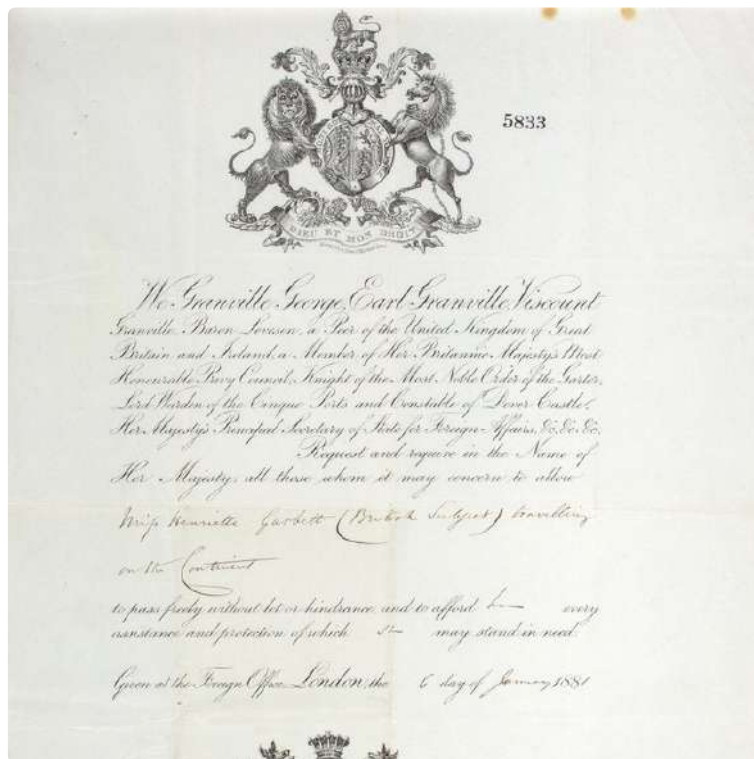 5833
DIEU ET MON DROIT
We Granville George, Earl Granville, Viscount
Granville, Baron Leveson, a Peer of the United Kingdom of Great
Britain and Ireland, a Member of Her Britannic Majesty's Most
Honourable Privy Council, Knight of the Most Noble Order of the Garter,
Lord Warden of the Cinque Ports and Constable of Dover Castle,
Her Majesty's Principal Secretary of State for Foreign Affairs, &c. &c. &c.
Request and require in the Name of
Her Majesty, all those whom it may concern to allow
Miss Henrietta Garbett (British Subject) travelling
on the Continent
to pass freely without let or hindrance and to afford her every
assistance and protection of which she may stand in need.
Given at the Foreign Office, London, the 6 day of January 1881